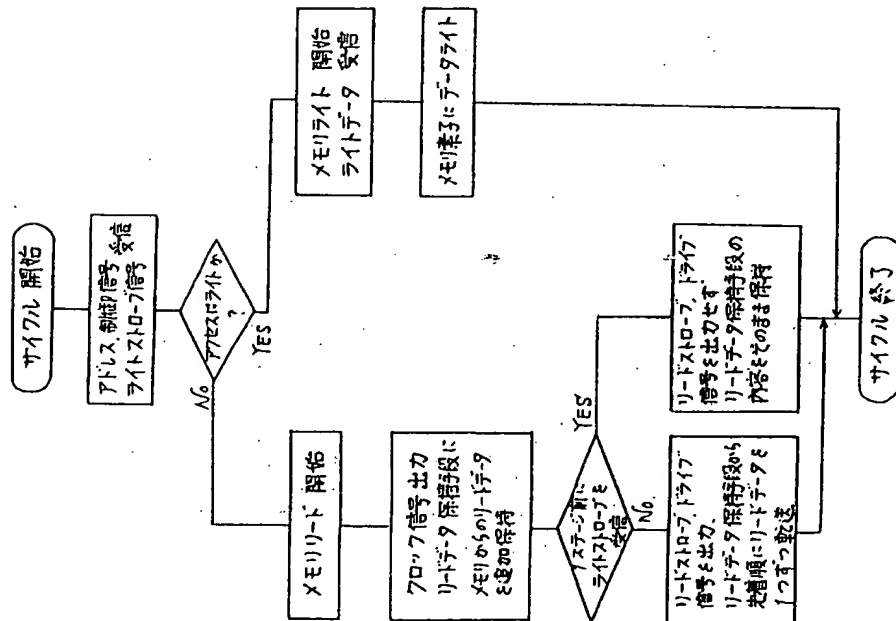 サイクル 開始
アドレス, 制御信号 受信
ライトストローブ信号
アクセスはライトか
?
No
YES
メモリリード 開始
メモリライト 開始
ライトデータ 受信
クロック信号 出力
リードデータ 保持手段に
メモリからのリードデータ
を追加保持
メモリ素子にデータライト
1ステージ前に
ライトストローブを
受信
YES
No
リードストローブ, ドライブ
信号を出力.
リードデータ保持手段から
先着順にリードデータを
1つずつ転送
リードストローブ, ドライブ
信号を出力せず
リードデータ保持手段の
内容をそのまま保持
サイクル 終了